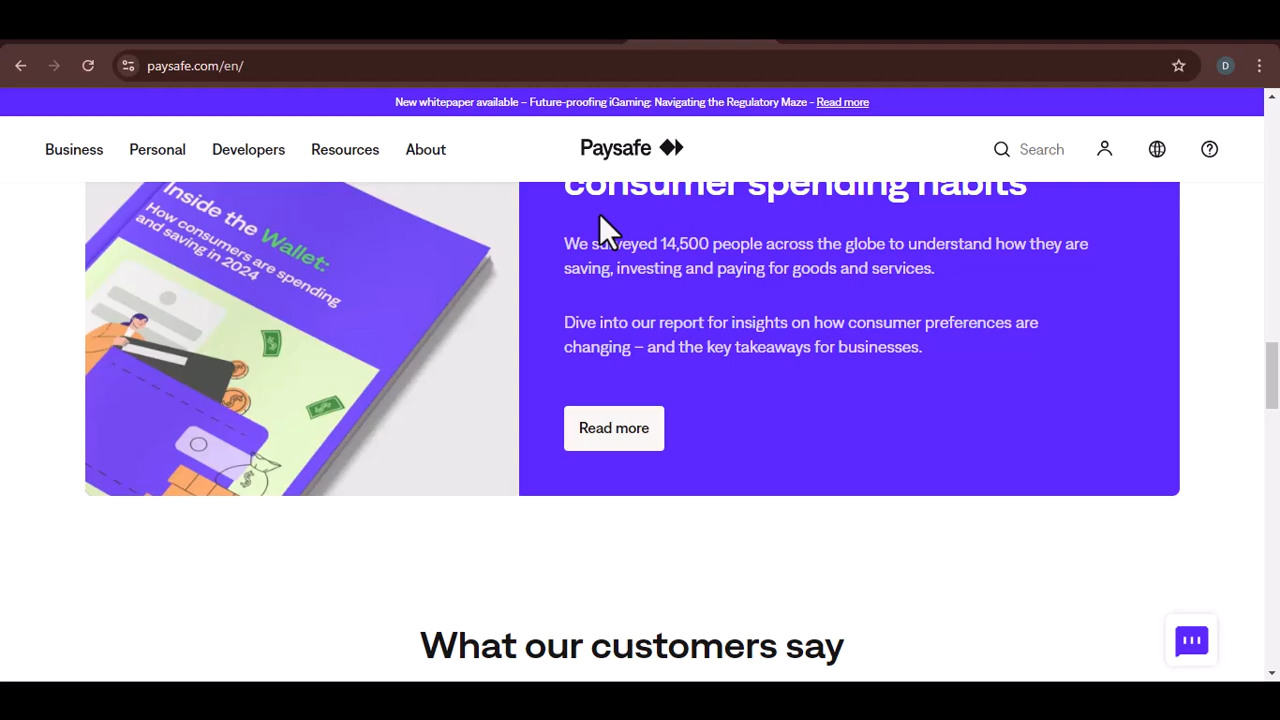 paysafe.com/en/
D
New whitepaper available – Future-proofing iGaming: Navigating the Regulatory Maze - Read more
Business Personal Developers Resources About Paysafe Search
Inside the Wallet:
How consumers are spending
and saving in 2024
consumer spending habits
We surveyed 14,500 people across the globe to understand how they are
saving, investing and paying for goods and services.
Dive into our report for insights on how consumer preferences are
changing – and the key takeaways for businesses.
Read more
What our customers say